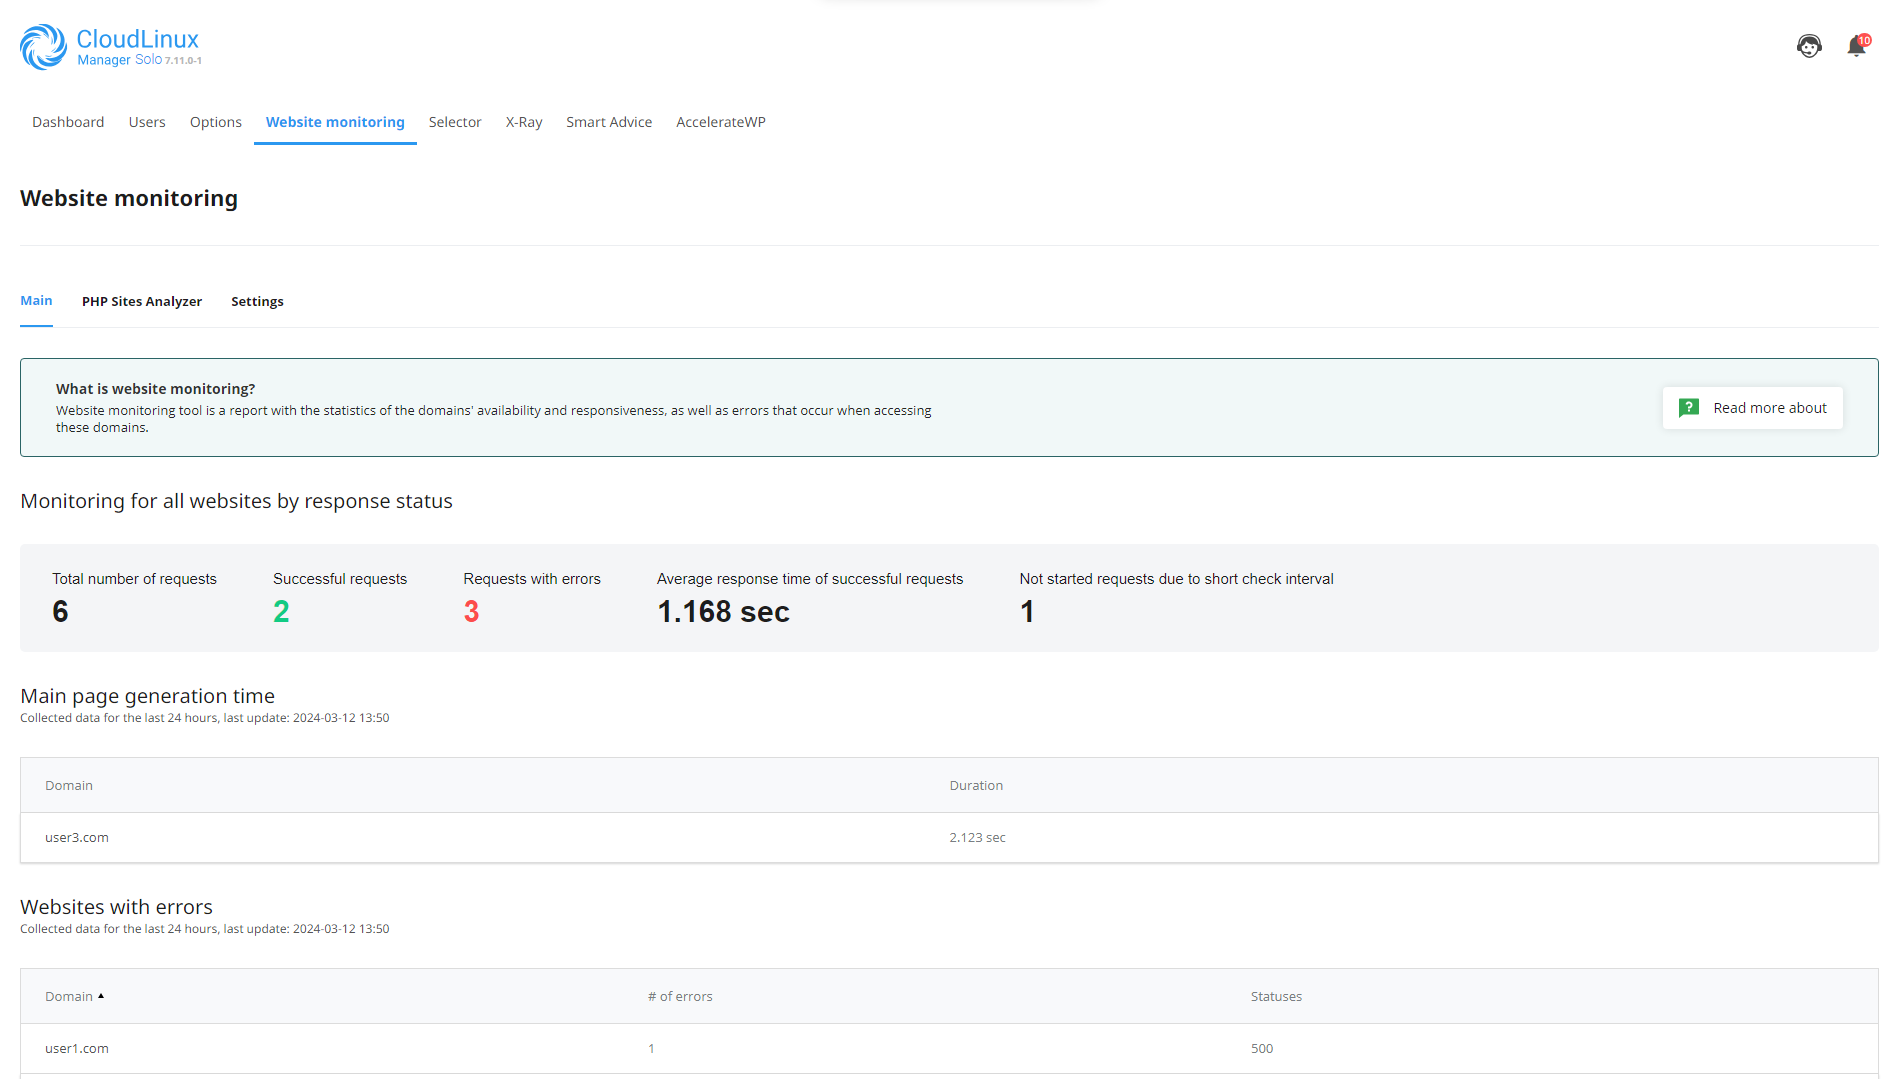 CloudLinux
Manager Solo 7.11.0-1
10
Dashboard Users Options Website monitoring Selector X-Ray Smart Advice AccelerateWP
Website monitoring
Main PHP Sites Analyzer Settings
What is website monitoring?
Website monitoring tool is a report with the statistics of the domains' availability and responsiveness, as well as errors that occur when accessing
these domains.
? Read more about
Monitoring for all websites by response status
Total number of requests Successful requests Requests with errors Average response time of successful requests Not started requests due to short check interval
6 2 3 1.168 sec 1
Main page generation time
Collected data for the last 24 hours, last update: 2024-03-12 13:50
Domain Duration
user3.com 2.123 sec
Websites with errors
Collected data for the last 24 hours, last update: 2024-03-12 13:50
Domain # of errors Statuses
user1.com 1 500